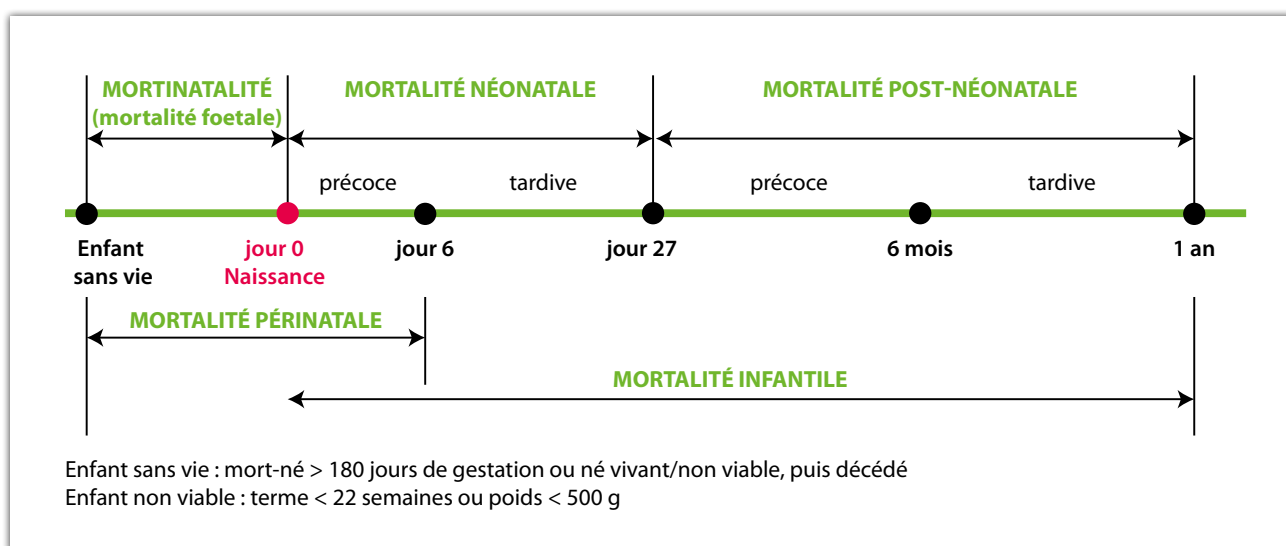 MORTINATALITÉ
(mortalité foetale)
MORTALITÉ NÉONATALE
MORTALITÉ POST-NÉONATALE
précoce
tardive
précoce
tardive
Enfant
sans vie
jour 0
Naissance
jour 6
jour 27
6 mois
1 an
MORTALITÉ PÉRINATALE
MORTALITÉ INFANTILE
Enfant sans vie : mort-né > 180 jours de gestation ou né vivant/non viable, puis décédé
Enfant non viable : terme < 22 semaines ou poids < 500 g